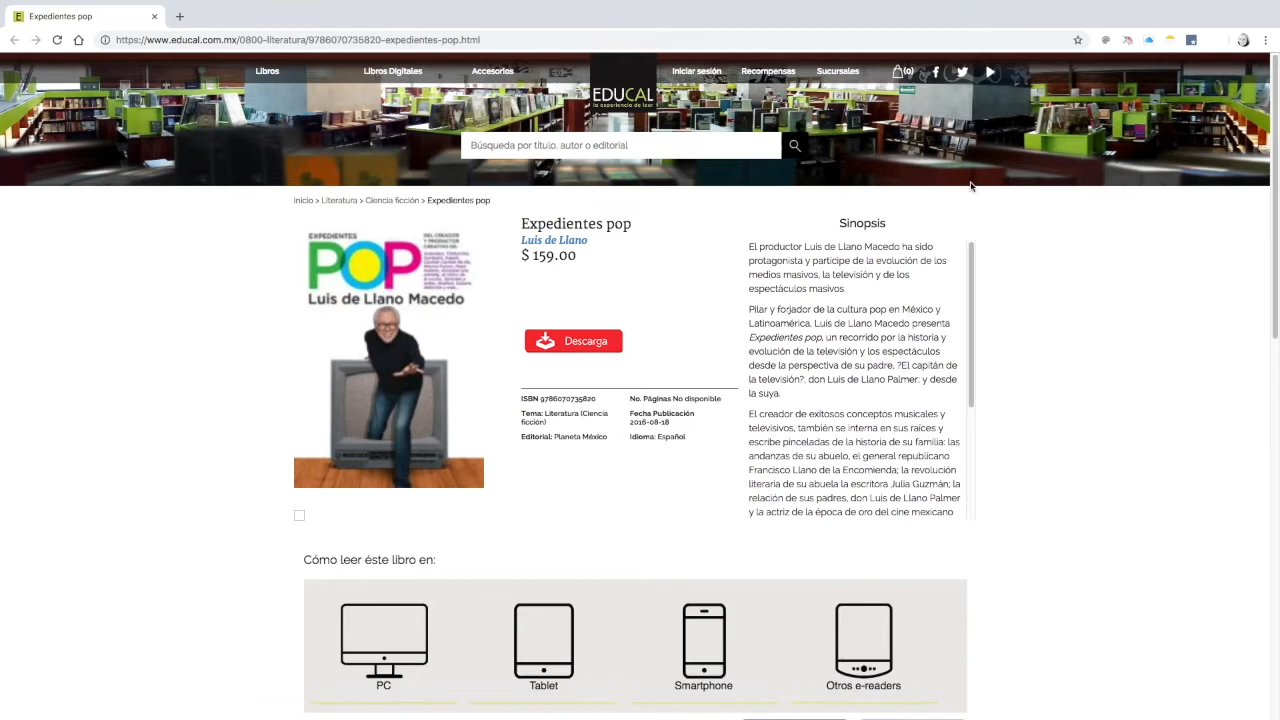 Expedientes pop
https://www.educal.com.mx/0800-literatura/9786070735820-expedientes-pop.html
Libros
Libros Digitales
Accesorios
Iniciar sesión
Recompensas
Sucursales
(0)
EDUCAL
la experiencia de leer
Búsqueda por título, autor o editorial
Inicio > Literatura > Ciencia ficción > Expedientes pop
EXPEDIENTES
POP
DEL CREADOR
Y PRODUCTOR
CREATIVO DE:
Luis de Llano Macedo
Expedientes pop
Luis de Llano
$ 159.00
Descarga
ISBN 9786070735820
No. Páginas No disponible
Tema: Literatura (Ciencia
ficción)
Fecha Publicación
2016-08-18
Editorial: Planeta México
Idioma: Español
Sinopsis
El productor Luis de Llano Macedo ha sido
protagonista y partícipe de la evolución de los
medios masivos, la televisión y de los
espectáculos masivos.
Pilar y forjador de la cultura pop en México y
Latinoamérica, Luis de Llano Macedo presenta
Expedientes pop, un recorrido por la historia y
evolución de la televisión y los espectáculos
desde la perspectiva de su padre, ?El capitán de
la televisión?, don Luis de Llano Palmer; y desde
la suya.
El creador de exitosos conceptos musicales y
televisivos, también se interna en sus raíces y
escribe pinceladas de la historia de su familia: las
andanzas de su abuelo, el general republicano
Francisco Llano de la Encomienda; la revolución
literaria de su abuela la escritora Julia Guzmán; la
relación de sus padres, don Luis de Llano Palmer
y la actriz de la época de oro del cine mexicano
Cómo leer éste libro en:
PC
Tablet
Smartphone
Otros e-readers